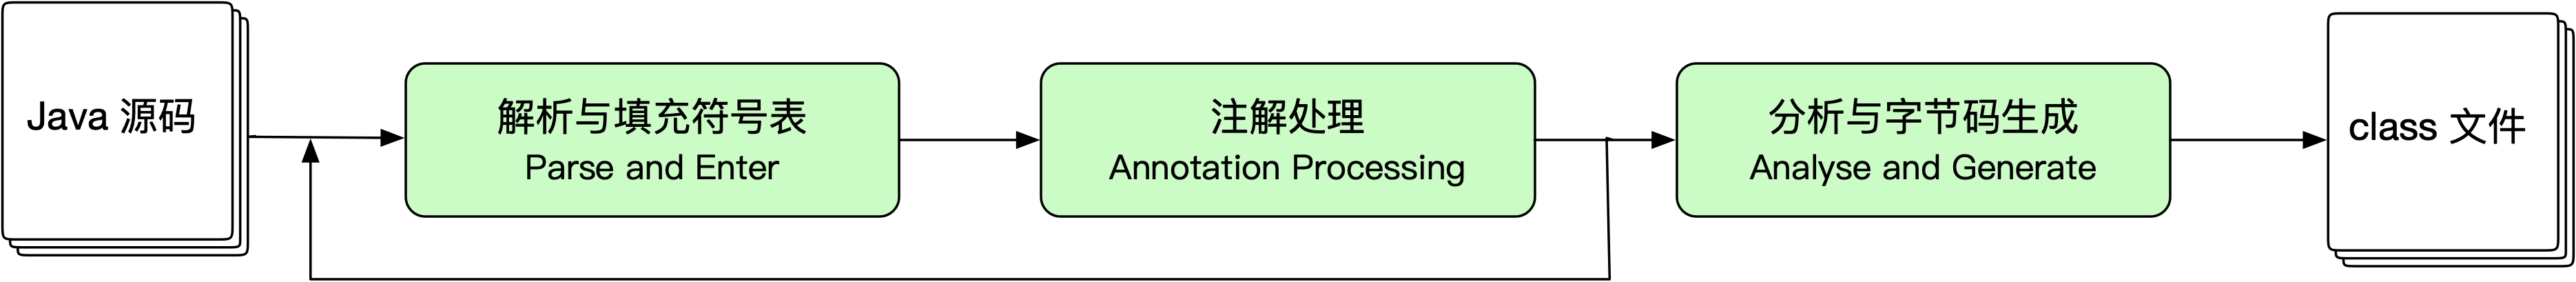 Java 源码
解析与填充符号表
Parse and Enter
注解处理
Annotation Processing
分析与字节码生成
Analyse and Generate
class 文件